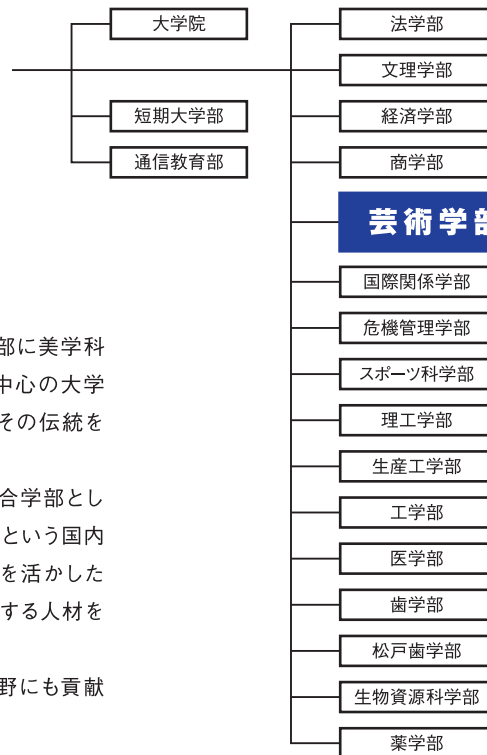 大学院
短期大学部
通信教育部
法学部
文理学部
経済学部
商学部
芸術学部
国際関係学部
危機管理学部
スポーツ科学部
理工学部
生産工学部
工学部
医学部
歯学部
松戸歯学部
生物資源科学部
薬学部
部に美学科
中心の大学
その伝統を
合学部とし
という国内
を活かした
する人材を
野にも貢献